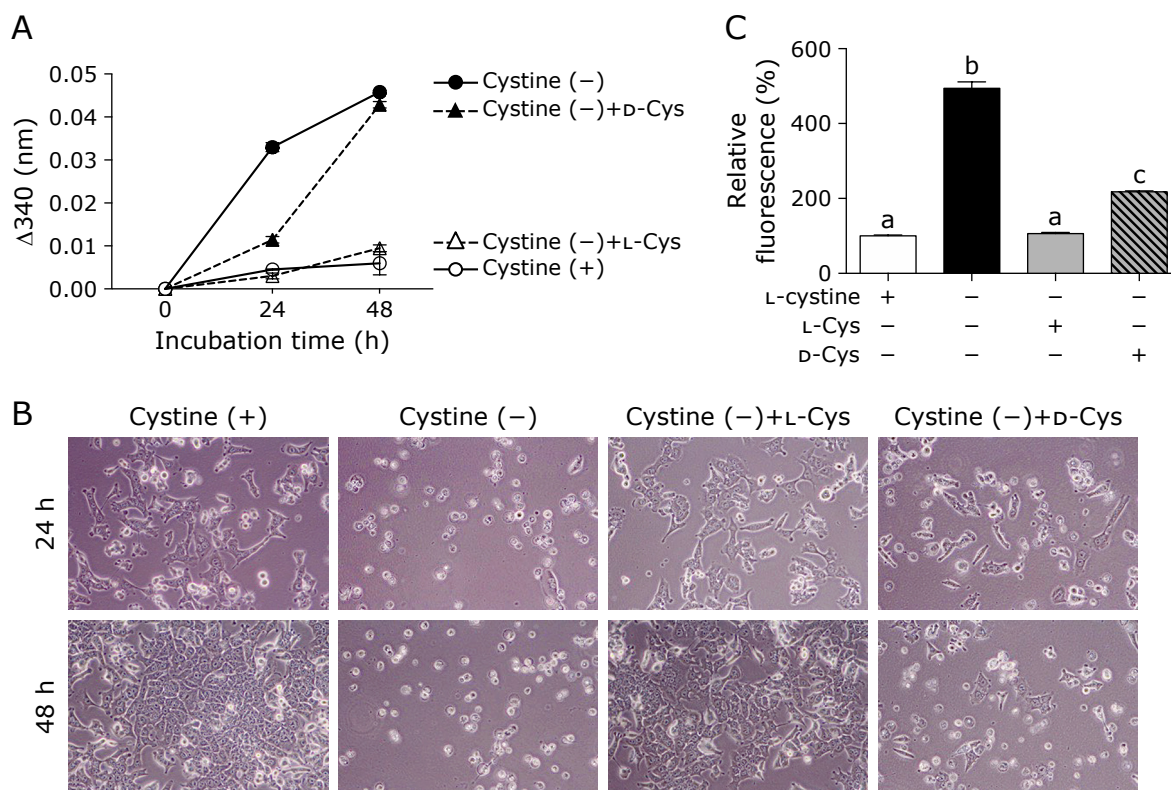 A
Δ340 (nm)
0.05
0.04
0.03
0.02
0.01
0.00
0
24
48
Incubation time (h)
Cystine (−)
Cystine (−)+ᴅ-Cys
Cystine (−)+ʟ-Cys
Cystine (+)
C
Relative
fluorescence (%)
600
400
200
0
a
b
a
c
ʟ-cystine + − − −
ʟ-Cys − − + −
ᴅ-Cys − − − +
B
Cystine (+)
Cystine (−)
Cystine (−)+ʟ-Cys
Cystine (−)+ᴅ-Cys
24 h
48 h